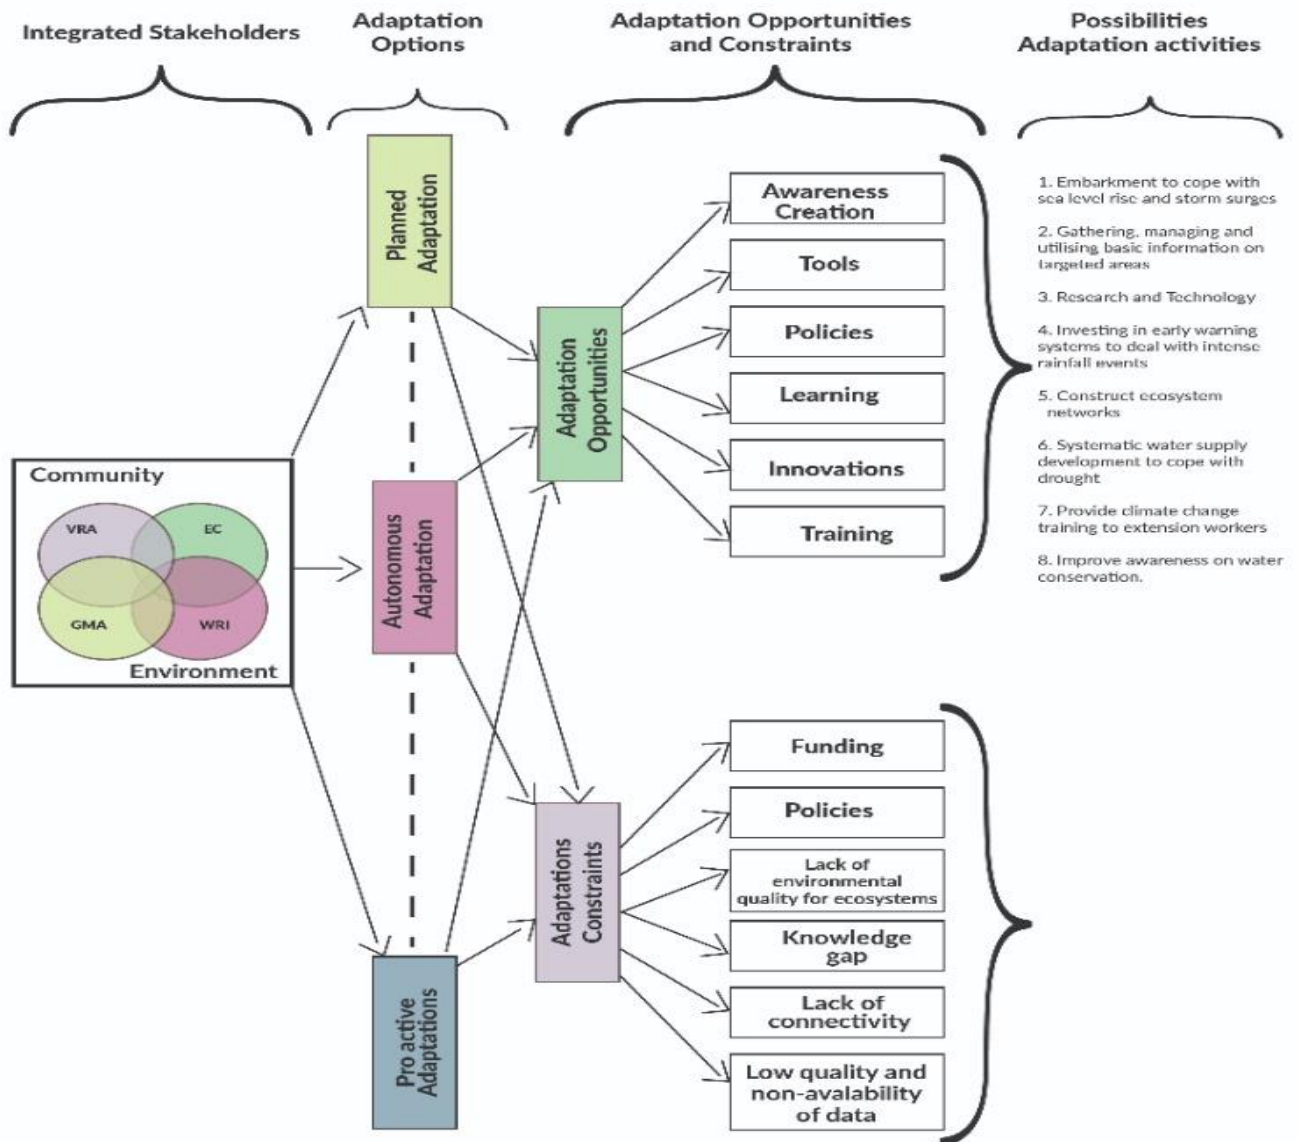 Integrated Stakeholders
Adaptation
Options
Adaptation Opportunities
and Constraints
Possibilities
Adaptation activities
Community
VRA
EC
GMA
WRI
Environment
Planned
Adaptation
Autonomous
Adaptation
Pro active
Adaptations
Adaptation
Opportunities
Adaptations
Constraints
Awareness
Creation
Tools
Policies
Learning
Innovations
Training
Funding
Policies
Lack of
environmental
quality for ecosystems
Knowledge
gap
Lack of
connectivity
Low quality and
non-avalability
of data
1. Embarkment to cope with
sea level rise and storm surges
2. Gathering, managing and
utilising basic information on
targeted areas
3. Research and Technology
4. Investing in early warning
systems to deal with intense
rainfall events
5. Construct ecosystem
networks
6. Systematic water supply
development to cope with
drought
7. Provide climate change
training to extension workers
8. Improve awareness on water
conservation.